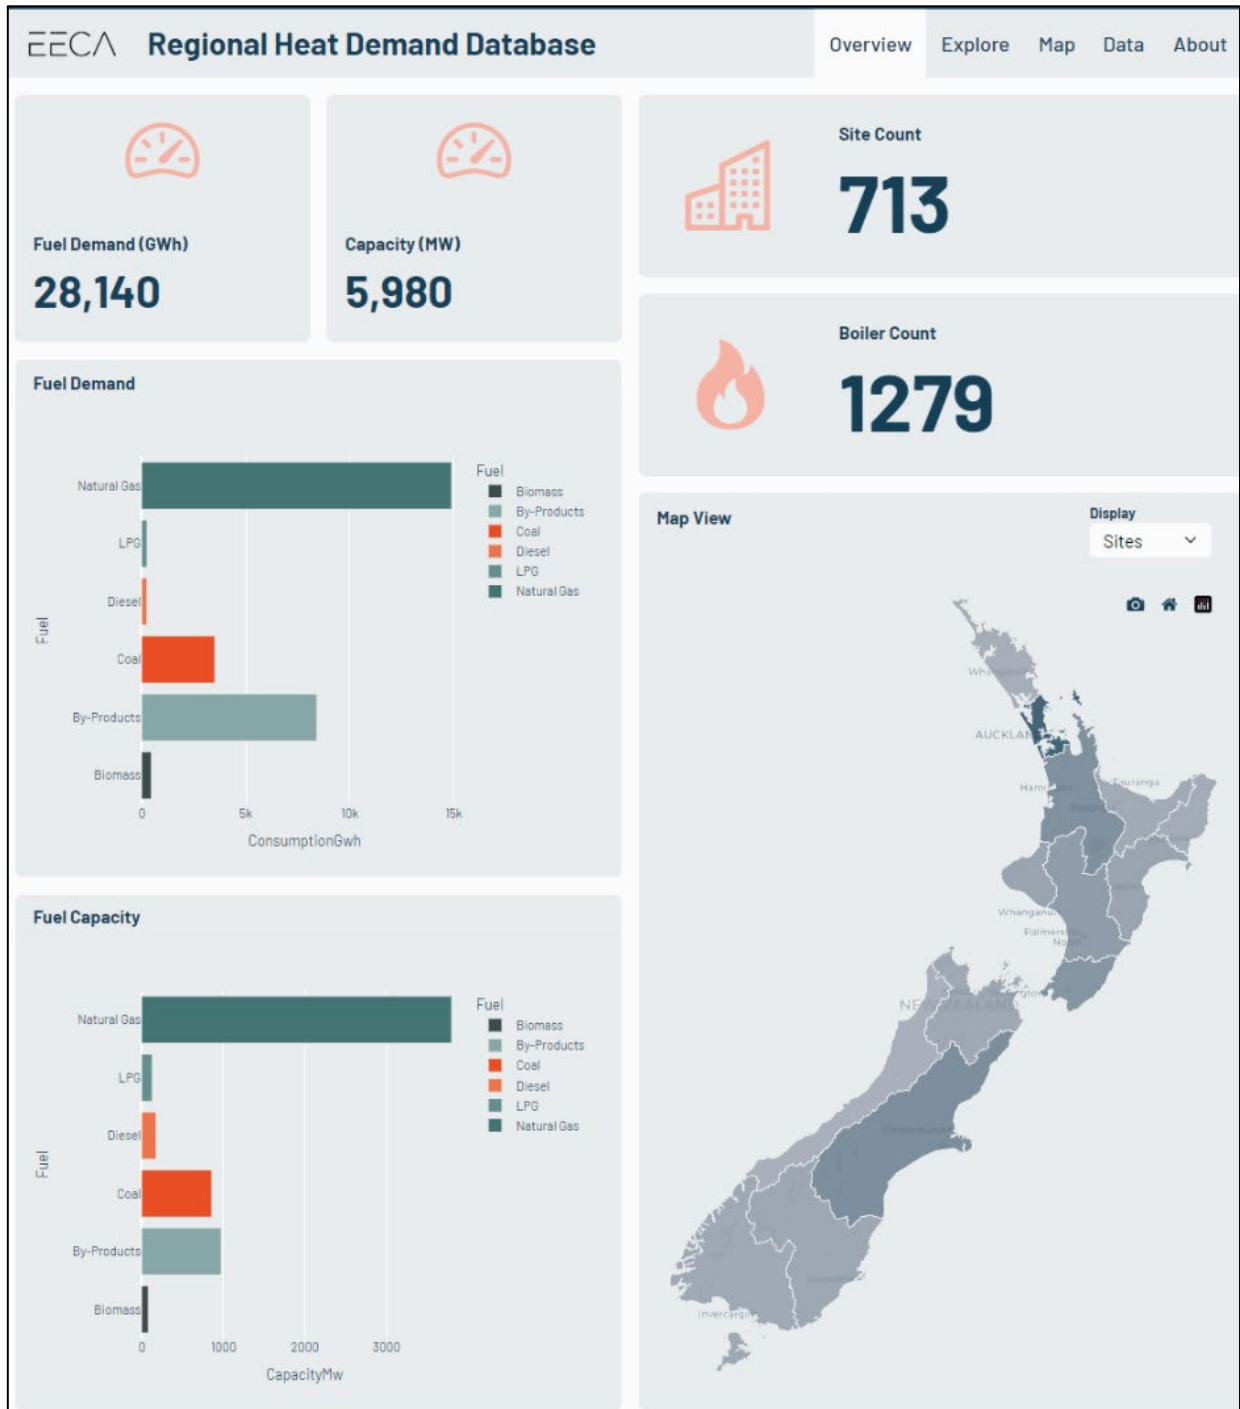 EECA Regional Heat Demand Database
Overview Explore Map Data About
Fuel Demand (GWh)
28,140
Capacity (MW)
5,980
Site Count
713
Boiler Count
1279
Fuel Demand
Fuel
Natural Gas
LPG
Diesel
Coal
By-Products
Biomass
0 5k 10k 15k
ConsumptionGwh
Fuel
Biomass
By-Products
Coal
Diesel
LPG
Natural Gas
Fuel Capacity
Fuel
Natural Gas
LPG
Diesel
Coal
By-Products
Biomass
0 1000 2000 3000
CapacityMw
Fuel
Biomass
By-Products
Coal
Diesel
LPG
Natural Gas
Map View
Display
Sites
Tauranga
Whanganui
Palmerston
North
NEW ZEALAND